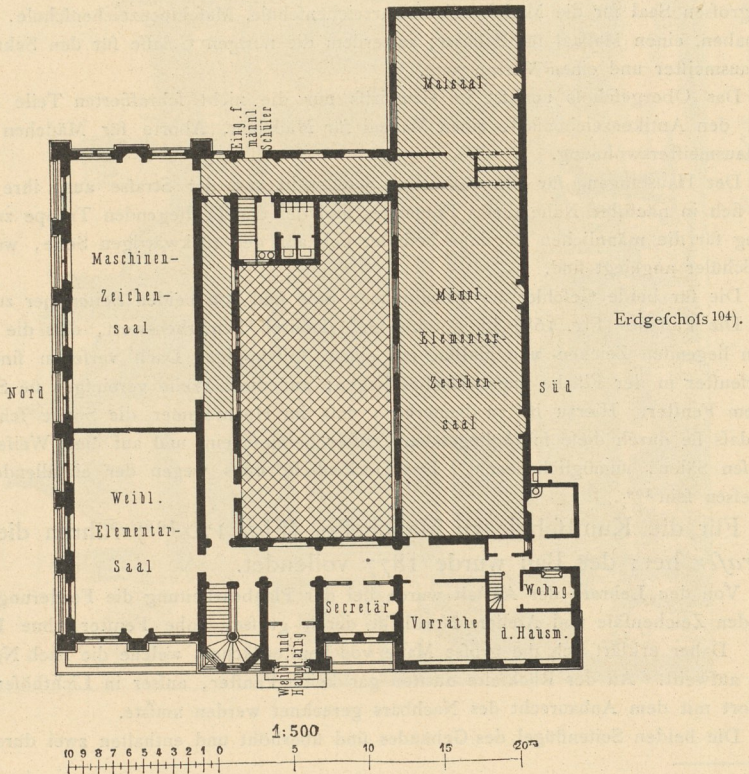 Malsaal
Eing. f.
männl.
Schüler
Maschinen-
Zeichen-
saal
Männl.
Elementar-
Zeichen-
saal
Erdgeschoſs 104).
Nord
Süd
Weibl.
Elementar-
Saal
Secretär
Vorräthe
Wohng.
d. Hausm.
Weibl. und
Haupteing.
1:500
10 9 8 7 6 5 4 3 2 1 0 5 10 15 20m